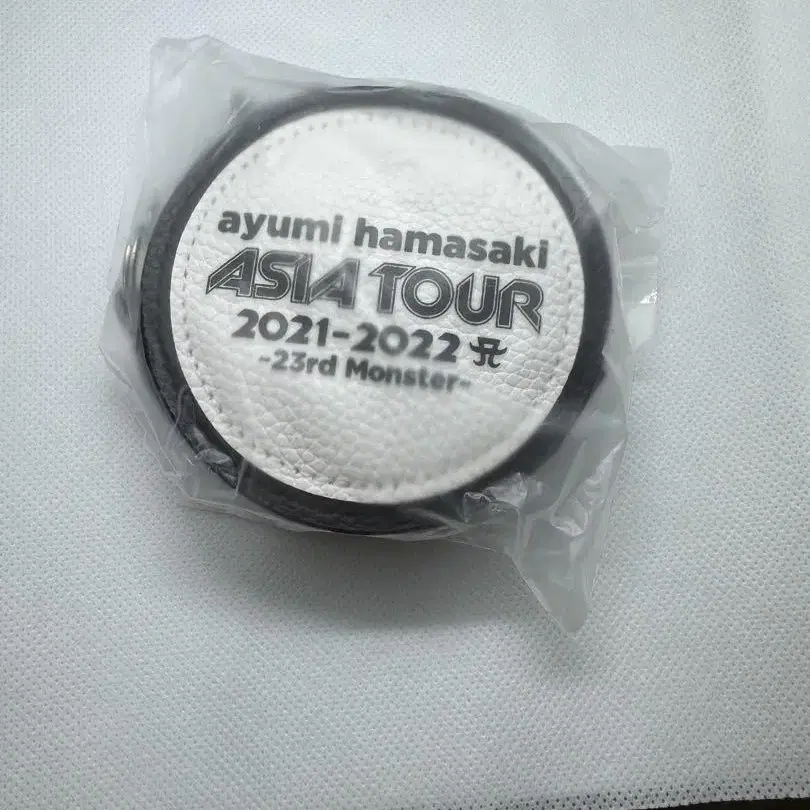 ayumi hamasaki
ASIA TOUR
2021-2022 A
-23rd Monster-